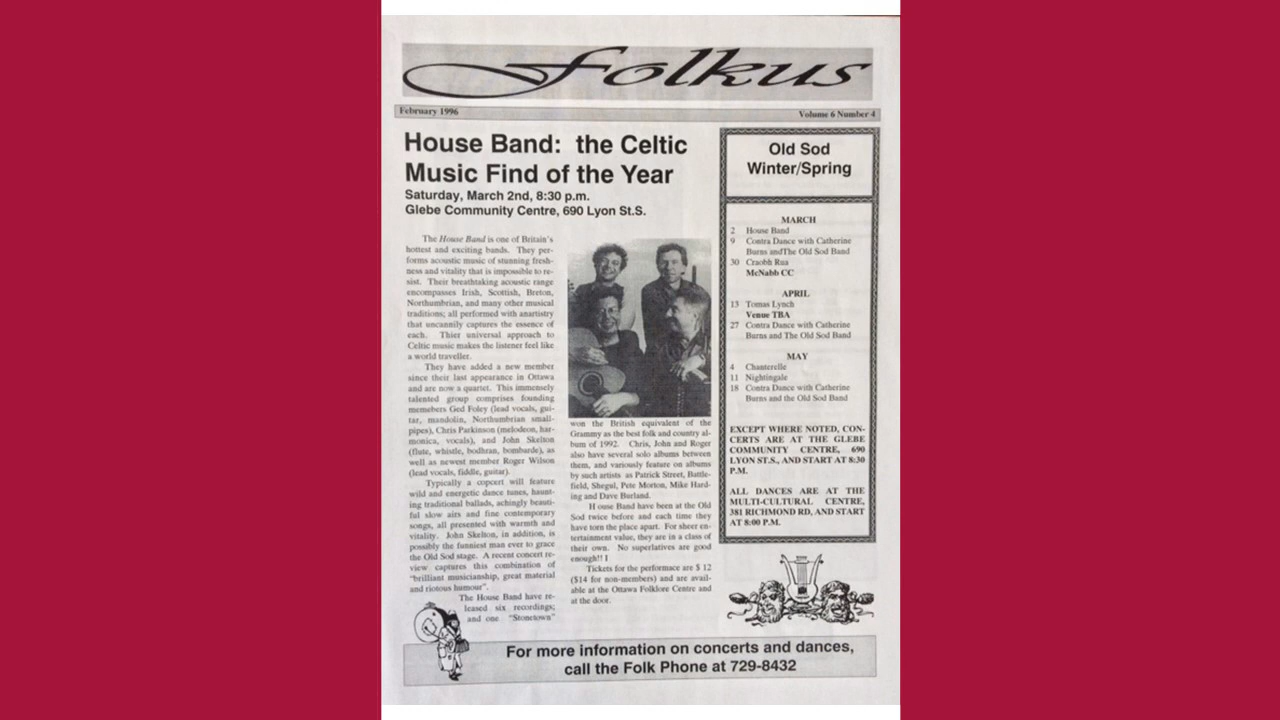 folkus
February 1996
Volume 6 Number 4
House Band: the Celtic
Music Find of the Year
Saturday, March 2nd, 8:30 p.m.
Glebe Community Centre, 690 Lyon St.S.
The House Band is one of Britain's
hottest and exciting bands. They per-
forms acoustic music of stunning fresh-
ness and vitality that is impossible to re-
sist. Their breathtaking acoustic range
encompasses Irish, Scottish, Breton,
Northumbrian, and many other musical
traditions; all performed with anartistry
that uncannily captures the essence of
each. Thier universal approach to
Celtic music makes the listener feel like
a world traveller.
They have added a new member
since their last appearance in Ottawa
and are now a quartet. This immensely
talented group comprises founding
memebers Ged Foley (lead vocals, gui-
tar, mandolin, Northumbrian small-
pipes), Chris Parkinson (melodeon, har-
monica, vocals), and John Skelton
(flute, whistle, bodhran, bombarde), as
well as newest member Roger Wilson
(lead vocals, fiddle, guitar).
Typically a concert will feature
wild and energetic dance tunes, haunt-
ing traditional ballads, achingly beauti-
ful slow airs and fine contemporary
songs, all presented with warmth and
vitality. John Skelton, in addition, is
possibly the funniest man ever to grace
the Old Sod stage. A recent concert re-
view captures this combination of
"brilliant musicianship, great material
and riotous humour".
The House Band have re-
leased six recordings;
and one "Stonetown"
won the British equivalent of the
Grammy as the best folk and country al-
bum of 1992. Chris, John and Roger
also have several solo albums between
them, and variously feature on albums
by such artists as Patrick Street, Battle-
field, Shegul, Pete Morton, Mike Hard-
ing and Dave Burland.
House Band have been at the Old
Sod twice before and each time they
have torn the place apart. For sheer en-
tertainment value, they are in a class of
their own. No superlatives are good
enough!! I
Tickets for the performace are $ 12
($14 for non-members) and are avail-
able at the Ottawa Folklore Centre and
at the door.
Old Sod
Winter/Spring
MARCH
2 House Band
9 Contra Dance with Catherine
Burns andThe Old Sod Band
30 Craobh Rua
McNabb CC
APRIL
13 Tomas Lynch
Venue TBA
27 Contra Dance with Catherine
Burns and The Old Sod Band
MAY
4 Chanterelle
11 Nightingale
18 Contra Dance with Catherine
Burns and the Old Sod Band
EXCEPT WHERE NOTED, CON-
CERTS ARE AT THE GLEBE
COMMUNITY CENTRE, 690
LYON ST.S., AND START AT 8:30
P.M.
ALL DANCES ARE AT THE
MULTI-CULTURAL CENTRE,
381 RICHMOND RD, AND START
AT 8:00 P.M.
For more information on concerts and dances,
call the Folk Phone at 729-8432